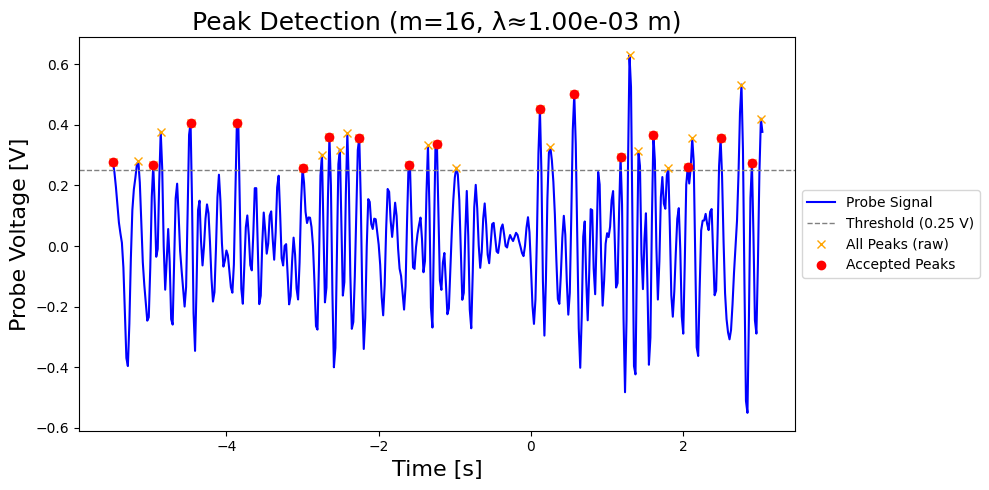 Peak Detection (m=16, λ≈1.00e-03 m)
Probe Voltage [V]
0.6
0.4
0.2
0.0
−0.2
−0.4
−0.6
−4
−2
0
2
Time [s]
Probe Signal
Threshold (0.25 V)
All Peaks (raw)
Accepted Peaks